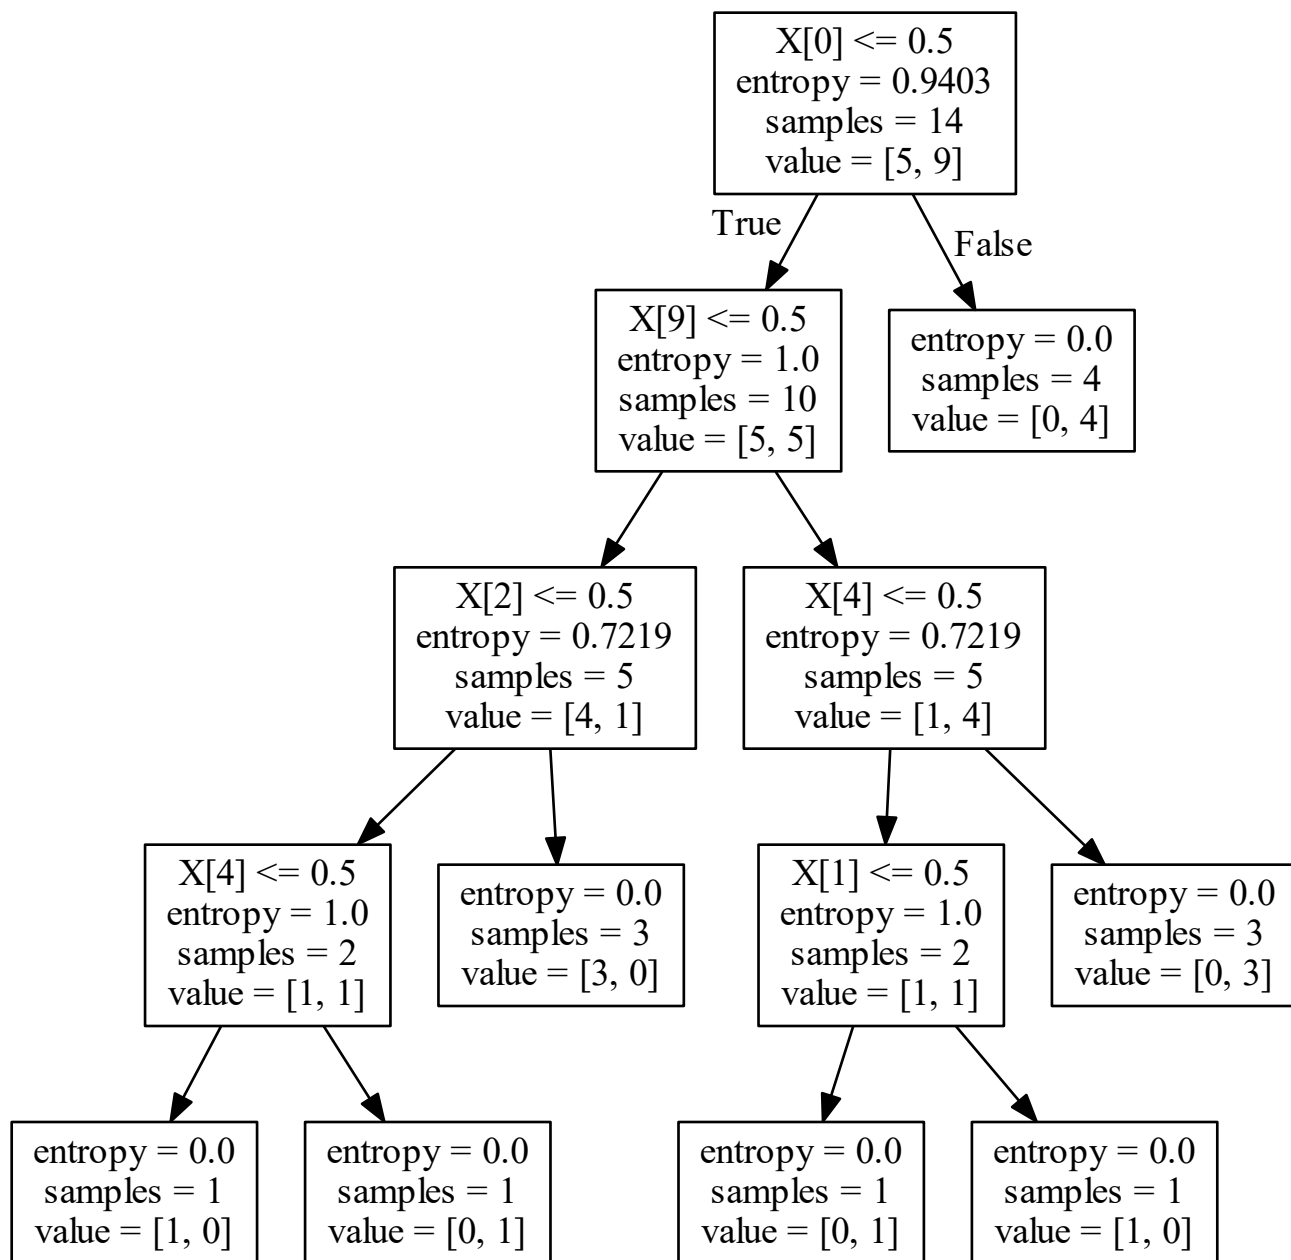 X[0] <= 0.5
entropy = 0.9403
samples = 14
value = [5, 9]
True
False
X[9] <= 0.5
entropy = 1.0
samples = 10
value = [5, 5]
entropy = 0.0
samples = 4
value = [0, 4]
X[2] <= 0.5
entropy = 0.7219
samples = 5
value = [4, 1]
X[4] <= 0.5
entropy = 0.7219
samples = 5
value = [1, 4]
X[4] <= 0.5
entropy = 1.0
samples = 2
value = [1, 1]
entropy = 0.0
samples = 3
value = [3, 0]
X[1] <= 0.5
entropy = 1.0
samples = 2
value = [1, 1]
entropy = 0.0
samples = 3
value = [0, 3]
entropy = 0.0
samples = 1
value = [1, 0]
entropy = 0.0
samples = 1
value = [0, 1]
entropy = 0.0
samples = 1
value = [0, 1]
entropy = 0.0
samples = 1
value = [1, 0]